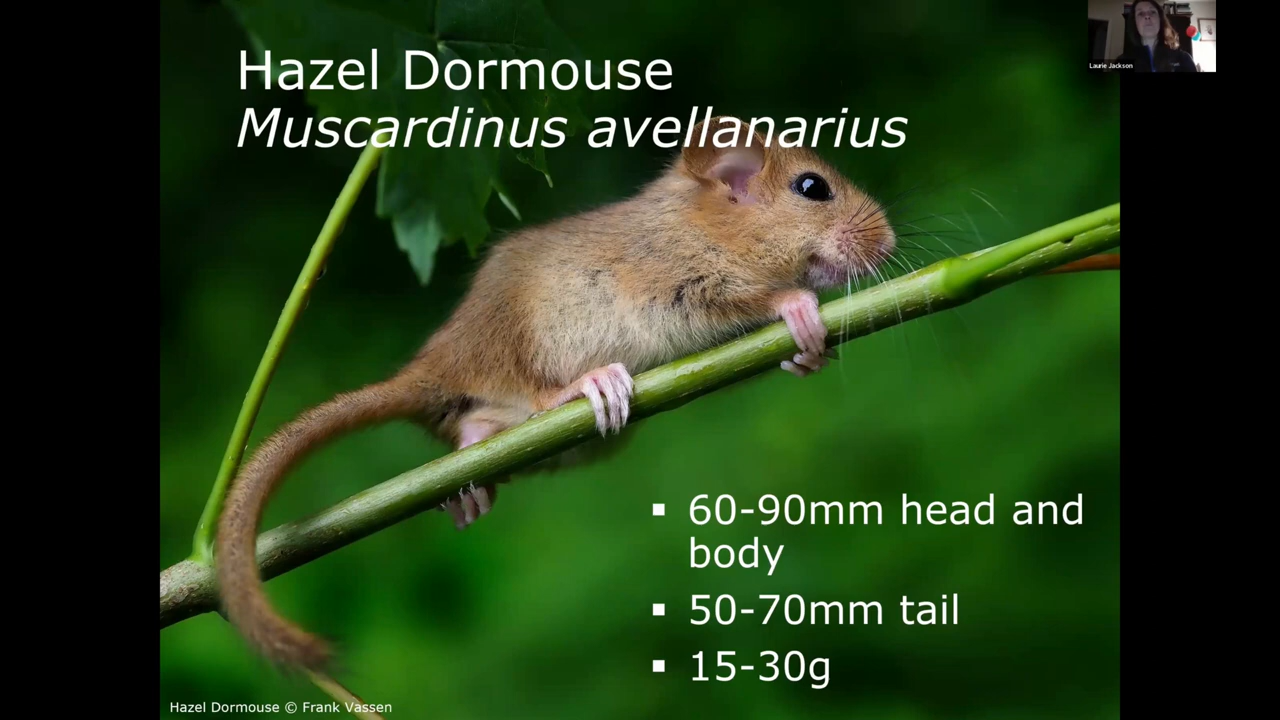 Hazel Dormouse
Muscardinus avellanarius
Laurie Jackson
▪ 60-90mm head and
body
▪ 50-70mm tail
▪ 15-30g
Hazel Dormouse © Frank Vassen